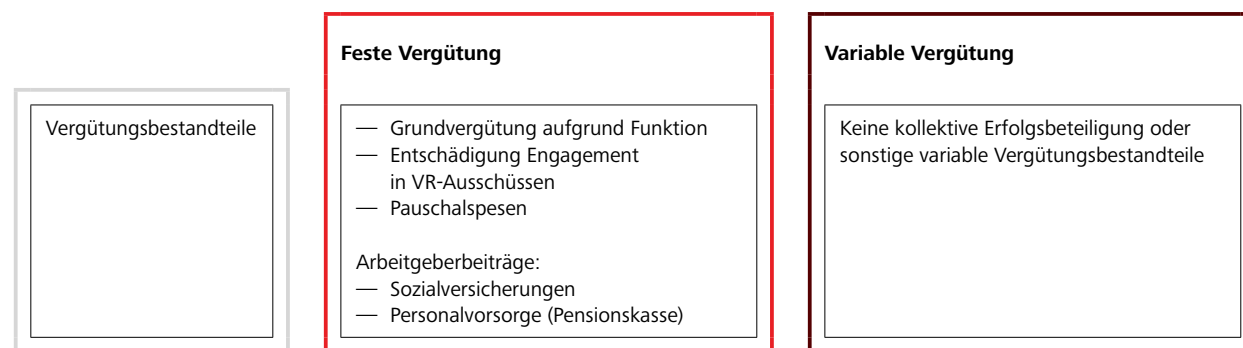 Feste Vergütung
Variable Vergütung
Vergütungsbestandteile
— Grundvergütung aufgrund Funktion
— Entschädigung Engagement
in VR-Ausschüssen
— Pauschalspesen
Arbeitgeberbeiträge:
— Sozialversicherungen
— Personalvorsorge (Pensionskasse)
Keine kollektive Erfolgsbeteiligung oder
sonstige variable Vergütungsbestandteile